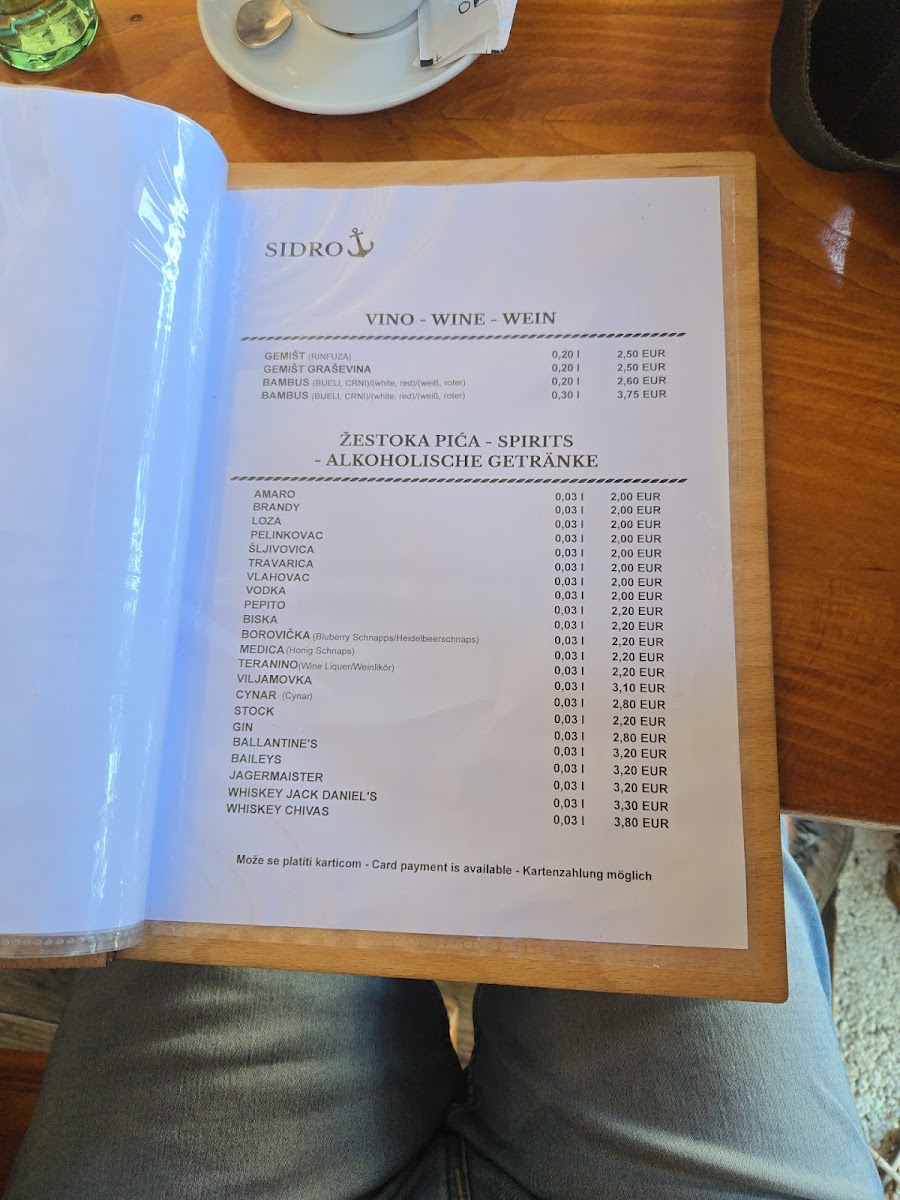 SIDRO
VINO - WINE - WEIN
GEMIŠT (RINFUZA) 0,20 l 2,50 EUR
GEMIŠT GRAŠEVINA 0,20 l 2,50 EUR
BAMBUS (BIJELI, CRNI)/(white, red)/(weiß, roter) 0,20 l 2,60 EUR
BAMBUS (BIJELI, CRNI)/(white, red)/(weiß, roter) 0,30 l 3,75 EUR
ŽESTOKA PIĆA - SPIRITS
- ALKOHOLISCHE GETRÄNKE
AMARO 0,03 l 2,00 EUR
BRANDY 0,03 l 2,00 EUR
LOZA 0,03 l 2,00 EUR
PELINKOVAC 0,03 l 2,00 EUR
ŠLJIVOVICA 0,03 l 2,00 EUR
TRAVARICA 0,03 l 2,00 EUR
VLAHOVAC 0,03 l 2,00 EUR
VODKA 0,03 l 2,00 EUR
PEPITO 0,03 l 2,20 EUR
BISKA 0,03 l 2,20 EUR
BOROVIČKA (Bluberry Schnapps/Heidelbeerschnaps) 0,03 l 2,20 EUR
MEDICA (Honig Schnaps) 0,03 l 2,20 EUR
TERANINO(Wine Liquer/Weinlikör) 0,03 l 2,20 EUR
VILJAMOVKA 0,03 l 3,10 EUR
CYNAR (Cynar) 0,03 l 2,80 EUR
STOCK 0,03 l 2,20 EUR
GIN 0,03 l 2,80 EUR
BALLANTINE'S 0,03 l 3,20 EUR
BAILEYS 0,03 l 3,20 EUR
JAGERMAISTER 0,03 l 3,20 EUR
WHISKEY JACK DANIEL'S 0,03 l 3,30 EUR
WHISKEY CHIVAS 0,03 l 3,80 EUR
Može se platiti karticom - Card payment is available - Kartenzahlung möglich